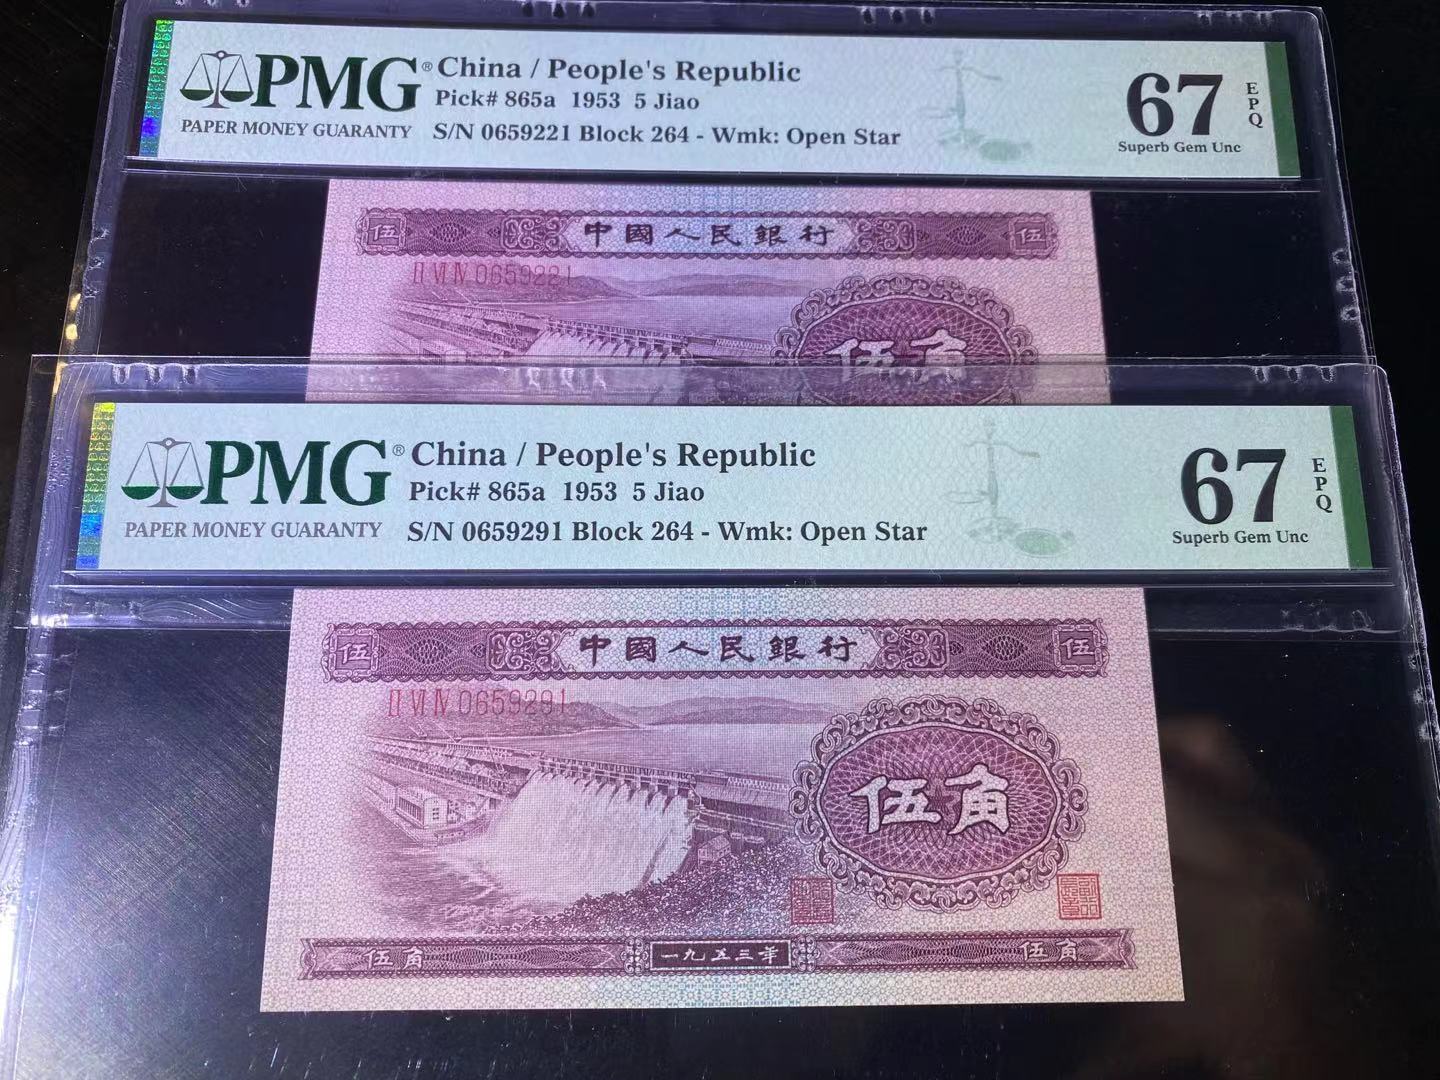 PMG® China / People's Republic
Pick# 865a 1953 5 Jiao
PAPER MONEY GUARANTY S/N 0659221 Block 264 - Wmk: Open Star
67 EPQ
Superb Gem Unc
伍 中國人民銀行 伍
II VI IV 0659221
伍角
PMG® China / People's Republic
Pick# 865a 1953 5 Jiao
PAPER MONEY GUARANTY S/N 0659291 Block 264 - Wmk: Open Star
67 EPQ
Superb Gem Unc
伍 中國人民銀行 伍
II VI IV 0659291
伍角
伍角 一九五三年 伍角